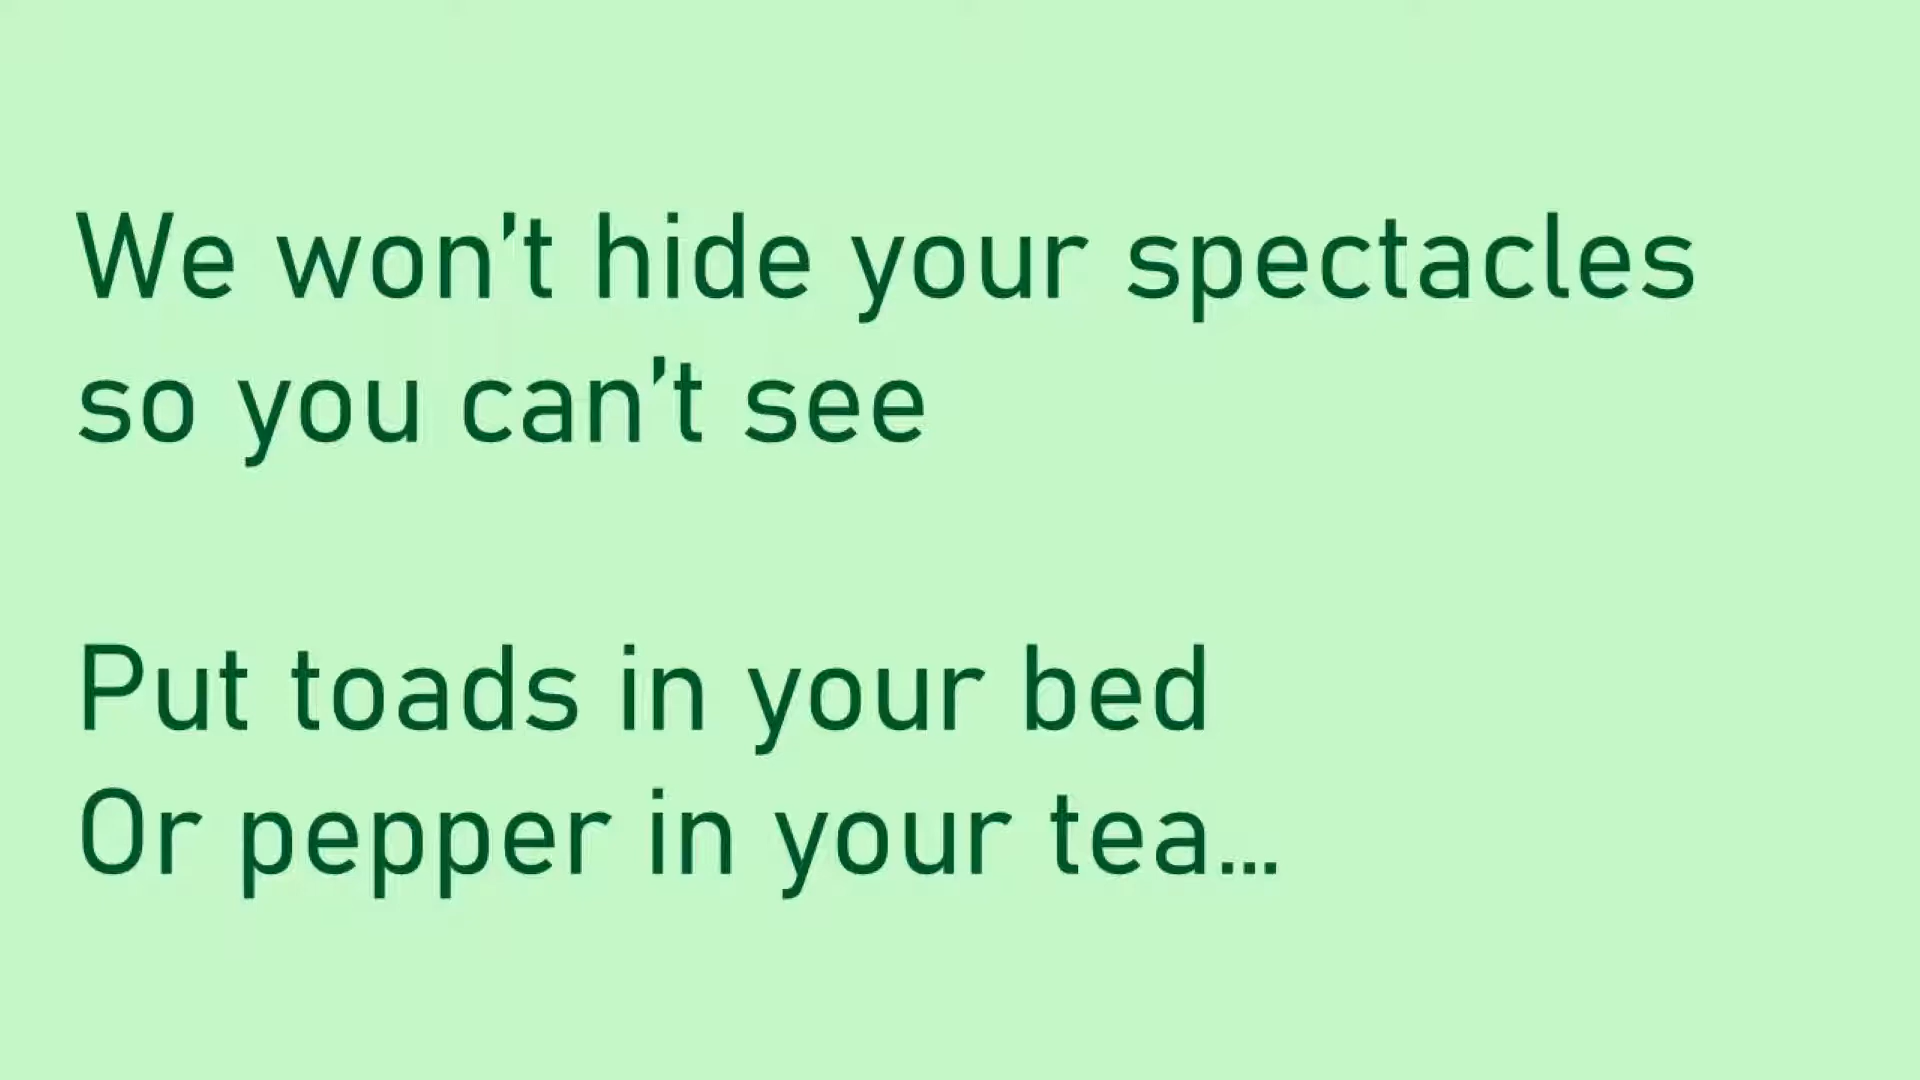 We won't hide your spectacles
so you can't see
Put toads in your bed
Or pepper in your tea...